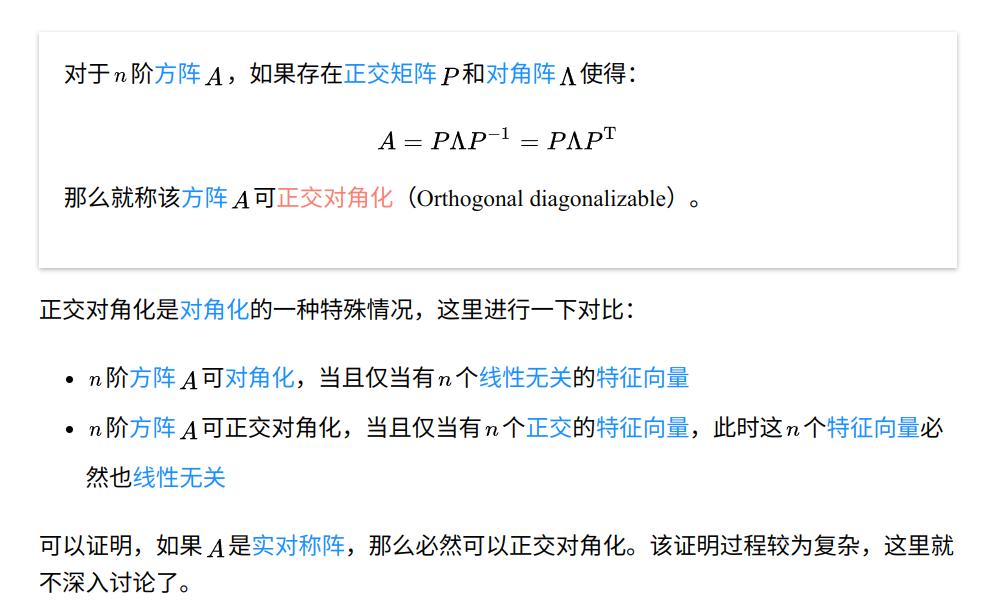 对于 n 阶方阵 A，如果存在正交矩阵 P 和对角阵 Λ 使得：
A = PΛP⁻¹ = PΛPᵀ
那么就称该方阵 A 可正交对角化（Orthogonal diagonalizable）。
正交对角化是对角化的一种特殊情况，这里进行一下对比：
• n 阶方阵 A 可对角化，当且仅当有 n 个线性无关的特征向量
• n 阶方阵 A 可正交对角化，当且仅当有 n 个正交的特征向量，此时这 n 个特征向量必
然也线性无关
可以证明，如果 A 是实对称阵，那么必然可以正交对角化。该证明过程较为复杂，这里就
不深入讨论了。